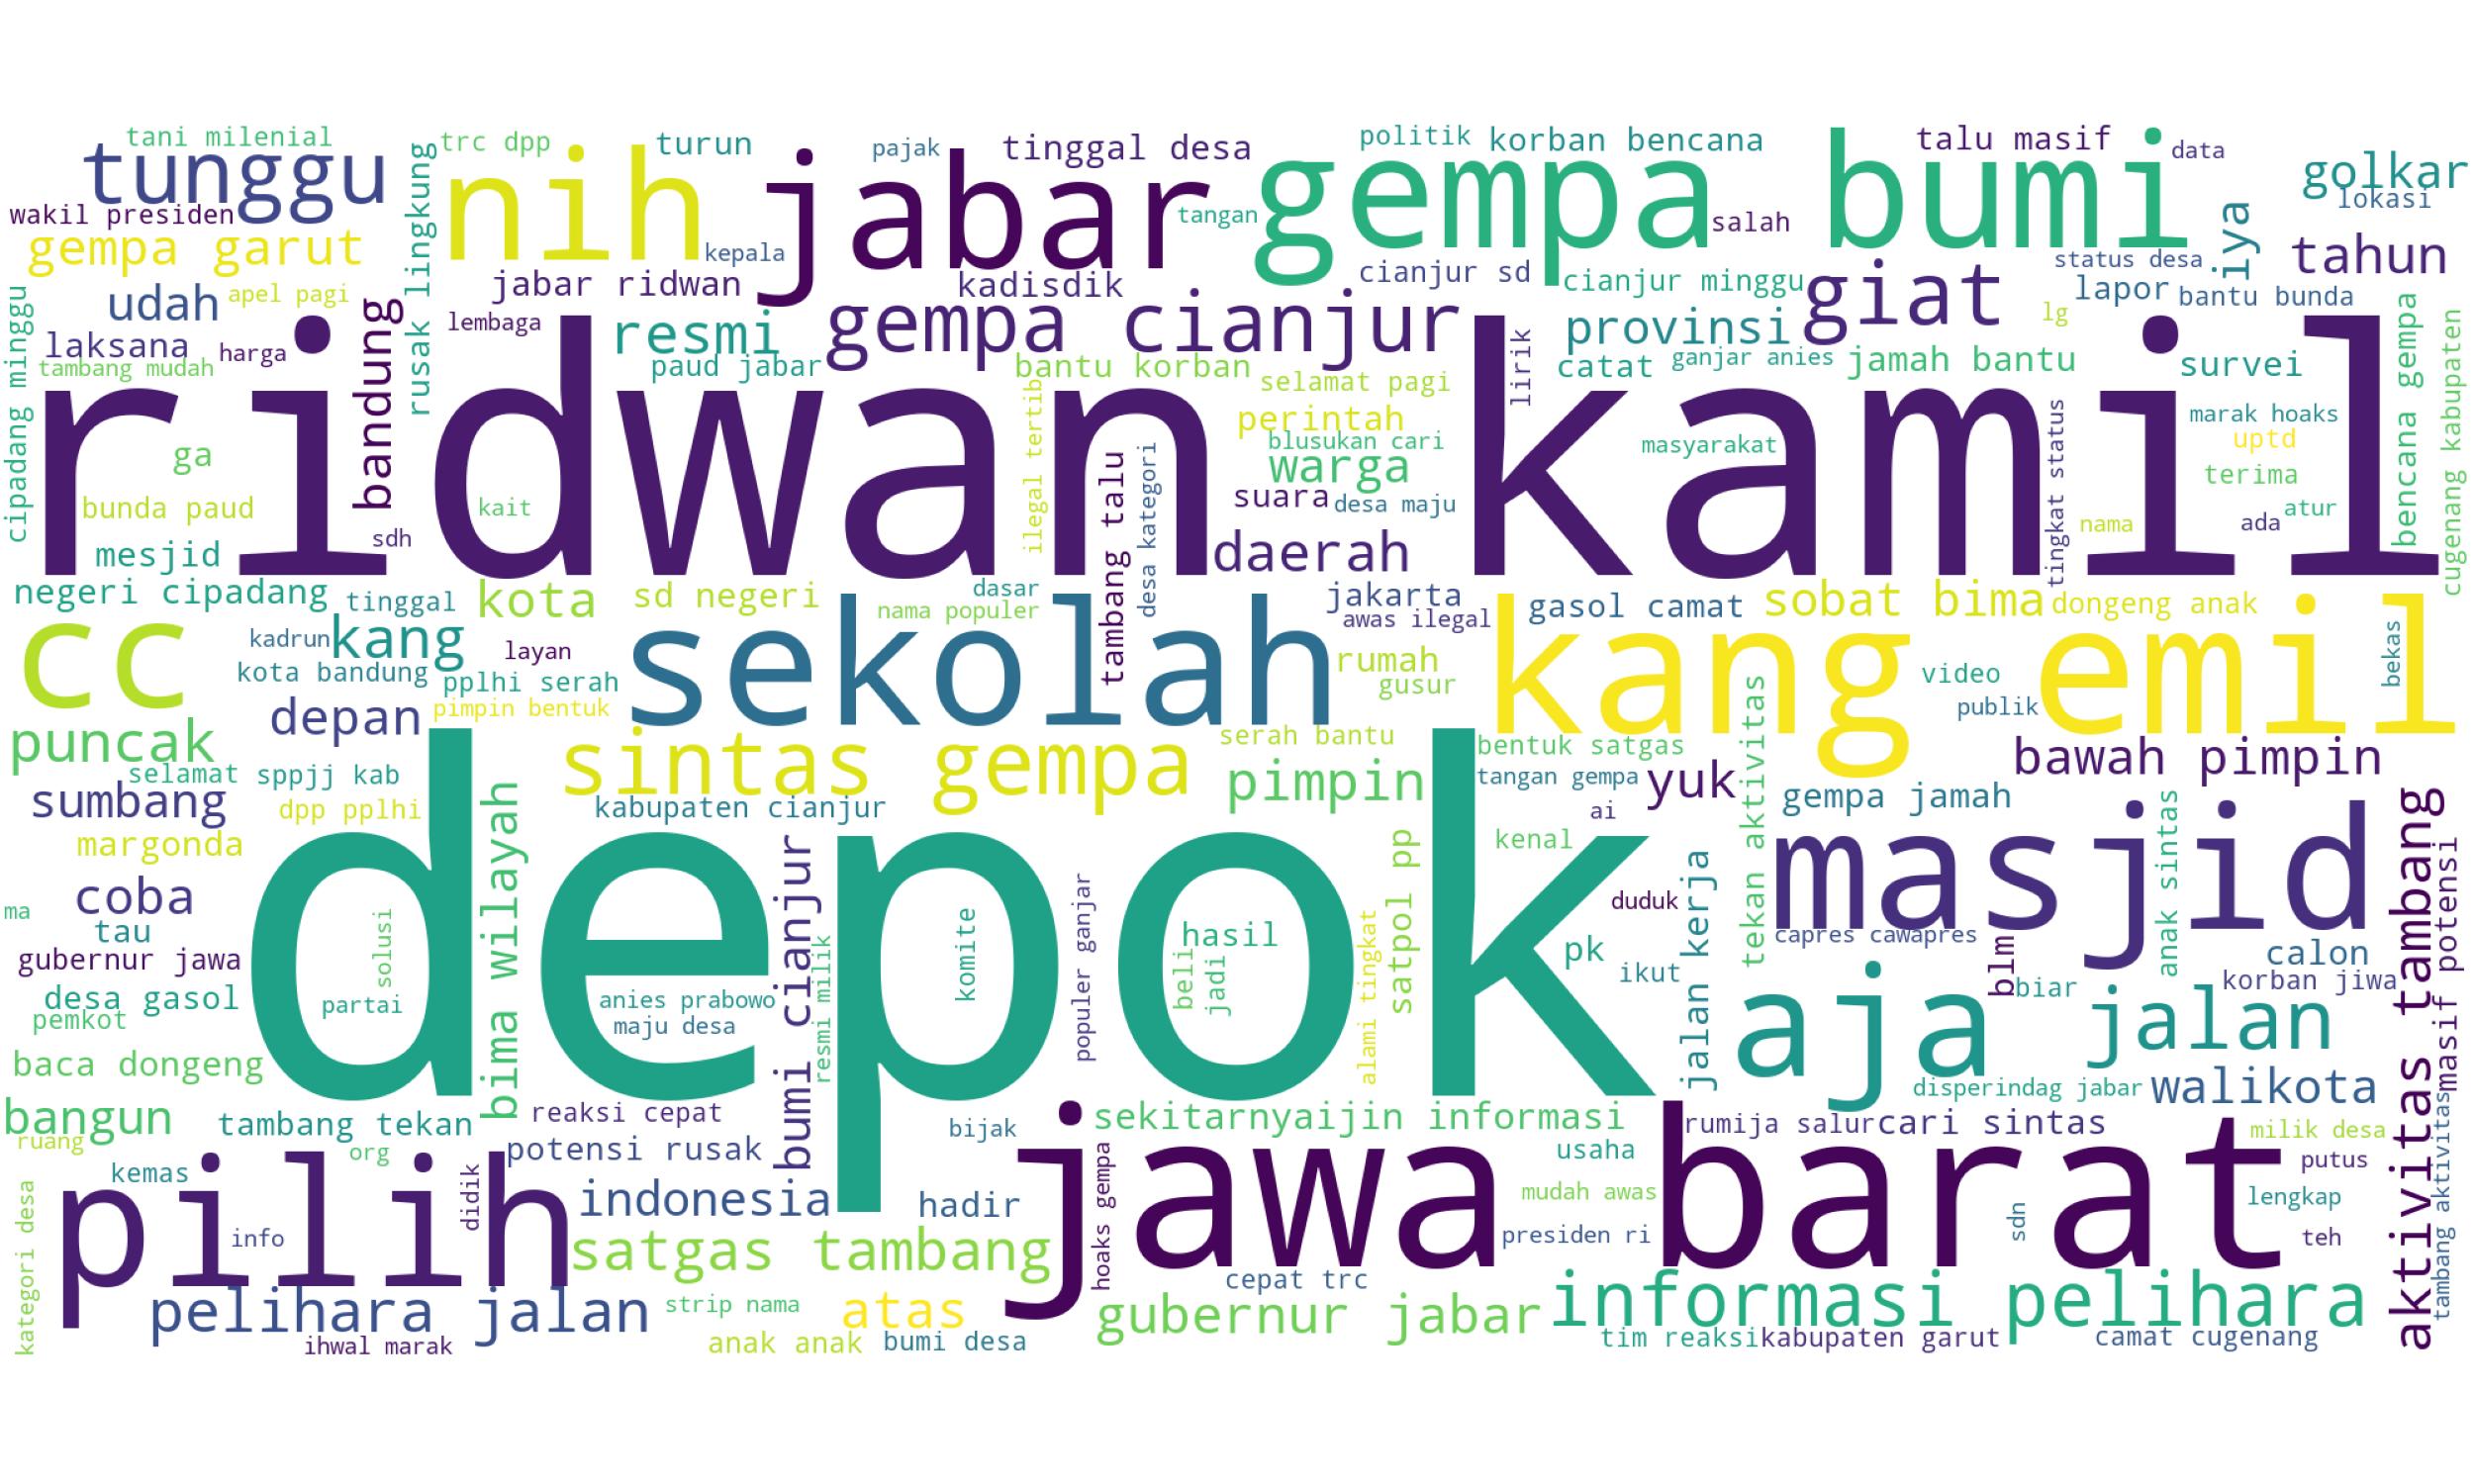 tani milenial
trc dpp
turun
pajak
tinggal desa
politik
korban bencana
talu masif
data
tunggu
nih
jabar
gempa bumi
golkar
wakil presiden
rusak lingkung
tangan
salah
lokasi
gempa garut
kepala
iya
tahun
status desa
cianjur sd
cianjur minggu
giat
lapor
bantu bunda
jabar ridwan
kadisdik
udah
apel pagi
bandung
cipadang minggu
lembaga
resmi
gempa cianjur
provinsi
lg
bencana gempa
cugenang kabupaten
laksana
harga
tambang mudah
paud jabar
bantu korban
lirik
catat
ganjar anies
jamah bantu
survei
selamat pagi
ridwan kamil
ilegal tertib
perintah
blusukan cari
warga
masyarakat
tingkat status
marak hoaks
uptd
terima
ga
bunda paud
kait
tambang talu
desa kategori
suara
desa maju
nama
ada
atur
sdh
mesjid
daerah
negeri cipadang
tinggal
kota
sd negeri
dasar
nama populer
jakarta
awas ilegal
gasol camat
sobat bima
dongeng anak
cc
kadrun
kang
layan
sekolah
rumah
gusur
kang emil
video
publik
bekas
kota bandung
pplhi serah
pimpin bentuk
depan
puncak
selamat
sppjj kab
sintas gempa
serah bantu
bentuk satgas
tekan aktivitas
bawah pimpin
pimpin
tangan gempa
yuk
ai
gempa jamah
sumbang
dpp pplhi
kabupaten cianjur
bima wilayah
margonda
depok
bumi cianjur
satpol pp
kenal
jalan kerja
masjid
anak sintas
aktivitas tambang
masif potensi
coba
ma
tau
solusi
komite
populer ganjar
hasil
beli
jadi
alami tingkat
duduk
capres cawapres
pk
ikut
blm
biar
calon
korban jiwa
gubernur jawa
desa gasol
partai
pemkot
anies prabowo
maju desa
resmi milik
aja
jalan
baca dongeng
disperindag jabar
walikota
bangun
ruang
tambang tekan
reaksi cepat
bijak
sekitarnyaijin informasi
rumija salur
cari sintas
milik desa
tambang aktivitas
org
potensi rusak
usaha
putus
kemas
didik
pilih
info
kategori desa
indonesia
hadir
hoaks gempa
jawa barat
mudah awas
presiden ri
sdn
lengkap
teh
satgas tambang
cepat trc
pelihara jalan
strip nama
atas
gubernur jabar
informasi pelihara
ihwal marak
anak anak
bumi desa
tim reaksi
kabupaten garut
camat cugenang